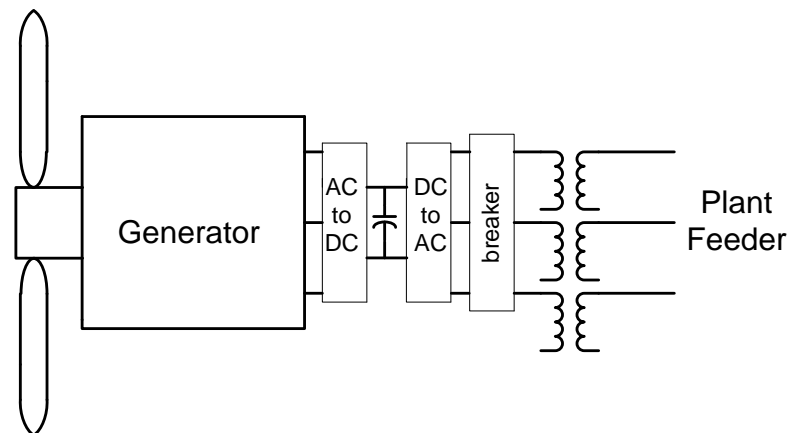 Generator
AC
to
DC
DC
to
AC
breaker
Plant
Feeder